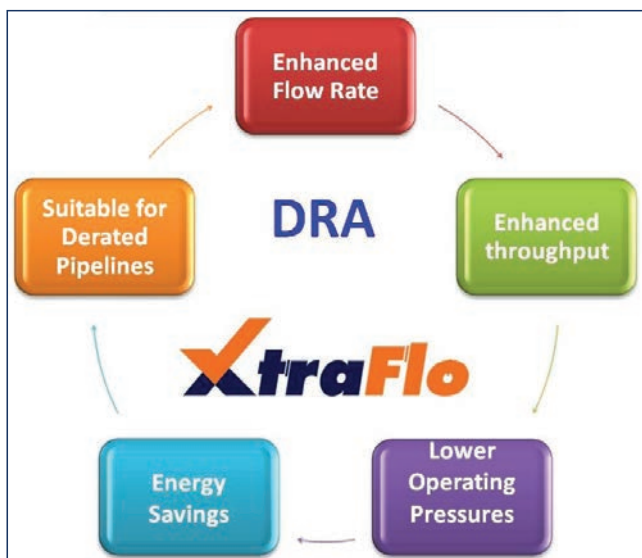 Enhanced
Flow Rate
Suitable for
Derated
Pipelines
DRA
Enhanced
throughput
XtraFlo
Energy
Savings
Lower
Operating
Pressures